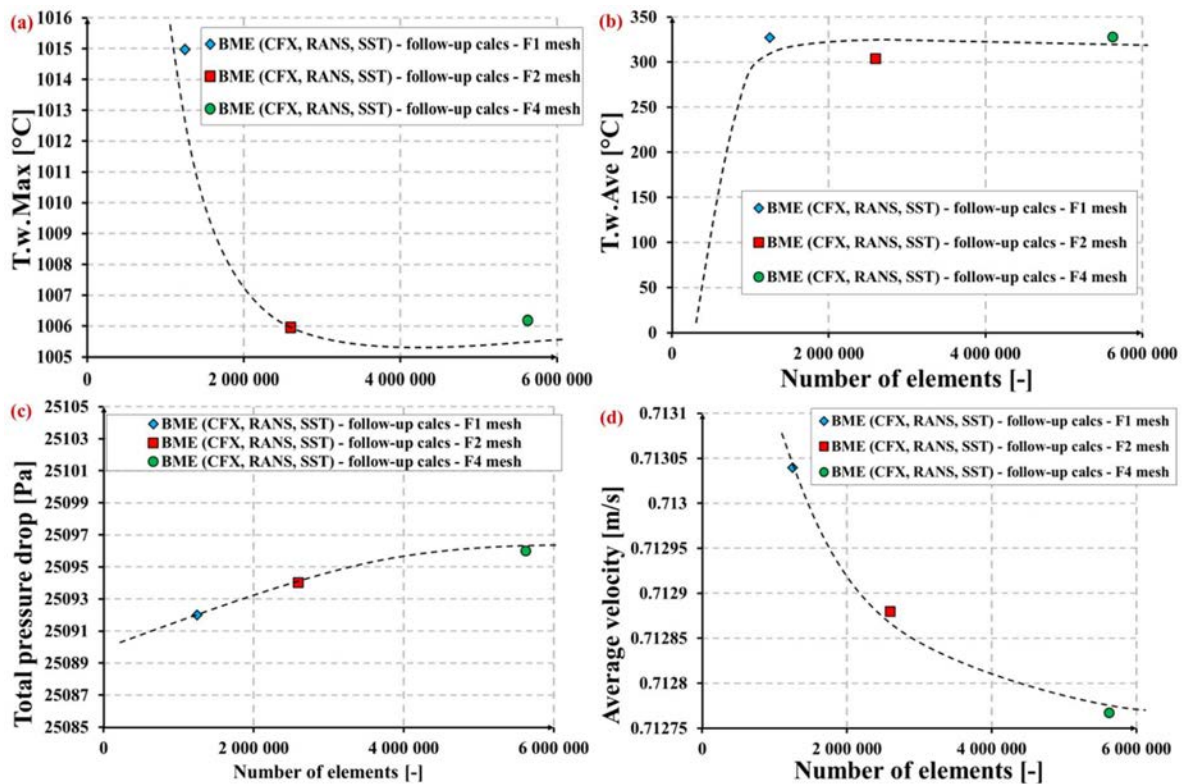 (a)
1016
1015
1014
1013
1012
1011
1010
1009
1008
1007
1006
1005
T.w.Max [°C]
BME (CFX, RANS, SST) - follow-up calcs - F1 mesh
BME (CFX, RANS, SST) - follow-up calcs - F2 mesh
BME (CFX, RANS, SST) - follow-up calcs - F4 mesh
0
2 000 000
4 000 000
6 000 000
(b)
350
300
250
200
150
100
50
0
T.w.Ave [°C]
BME (CFX, RANS, SST) - follow-up calcs - F1 mesh
BME (CFX, RANS, SST) - follow-up calcs - F2 mesh
BME (CFX, RANS, SST) - follow-up calcs - F4 mesh
0
2 000 000
4 000 000
6 000 000
Number of elements [-]
(c)
25105
25103
25101
25099
25097
25095
25093
25091
25089
25087
25085
Total pressure drop [Pa]
BME (CFX, RANS, SST) - follow-up calcs - F1 mesh
BME (CFX, RANS, SST) - follow-up calcs - F2 mesh
BME (CFX, RANS, SST) - follow-up calcs - F4 mesh
0
2 000 000
4 000 000
6 000 000
Number of elements [-]
(d)
0.7131
0.71305
0.713
0.71295
0.7129
0.71285
0.7128
0.71275
Average velocity [m/s]
BME (CFX, RANS, SST) - follow-up calcs - F1 mesh
BME (CFX, RANS, SST) - follow-up calcs - F2 mesh
BME (CFX, RANS, SST) - follow-up calcs - F4 mesh
0
2 000 000
4 000 000
6 000 000
Number of elements [-]